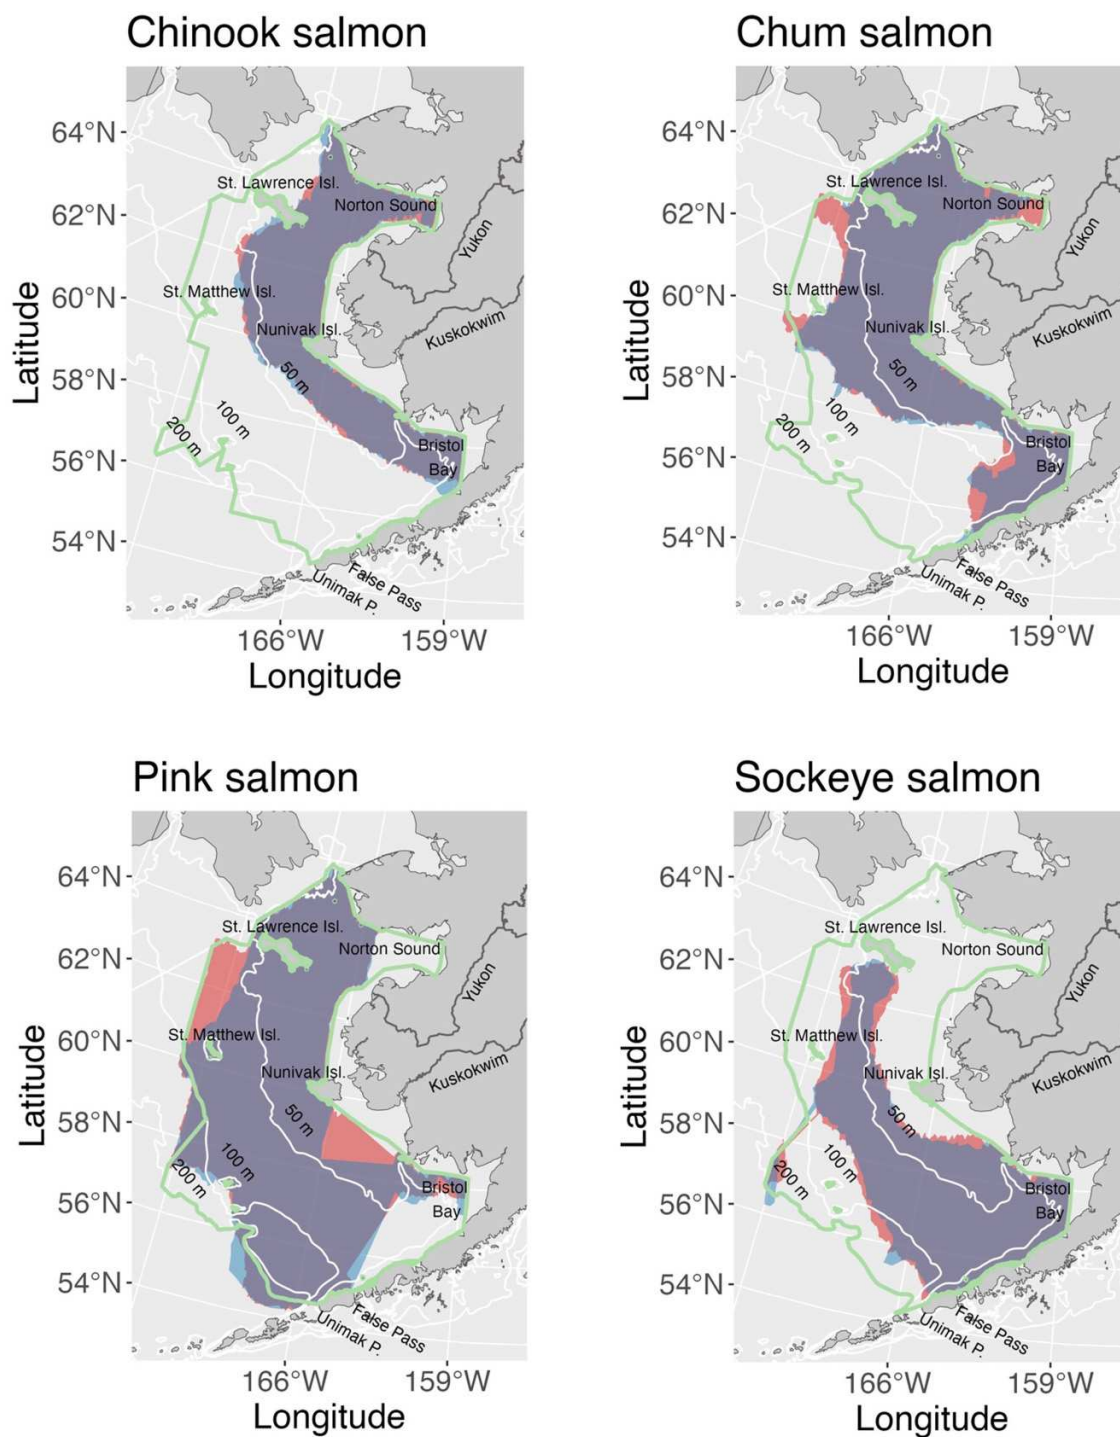 Chinook salmon
64°N
62°N
60°N
58°N
56°N
54°N
Latitude
St. Lawrence Isl.
Norton Sound
Yukon
St. Matthew Isl.
Nunivak Isl.
Kuskokwim
50 m
100 m
200 m
Bristol
Bay
False Pass
Unimak P.
166°W
159°W
Longitude
Chum salmon
64°N
62°N
60°N
58°N
56°N
54°N
Latitude
St. Lawrence Isl.
Norton Sound
Yukon
St. Matthew Isl.
Nunivak Isl.
Kuskokwim
50 m
100 m
200 m
Bristol
Bay
False Pass
Unimak P.
166°W
159°W
Longitude
Pink salmon
64°N
62°N
60°N
58°N
56°N
54°N
Latitude
St. Lawrence Isl.
Norton Sound
Yukon
St. Matthew Isl.
Nunivak Isl.
Kuskokwim
50 m
100 m
200 m
Bristol
Bay
False Pass
Unimak P.
166°W
159°W
Longitude
Sockeye salmon
64°N
62°N
60°N
58°N
56°N
54°N
Latitude
St. Lawrence Isl.
Norton Sound
Yukon
St. Matthew Isl.
Nunivak Isl.
Kuskokwim
50 m
100 m
200 m
Bristol
Bay
False Pass
Unimak P.
166°W
159°W
Longitude